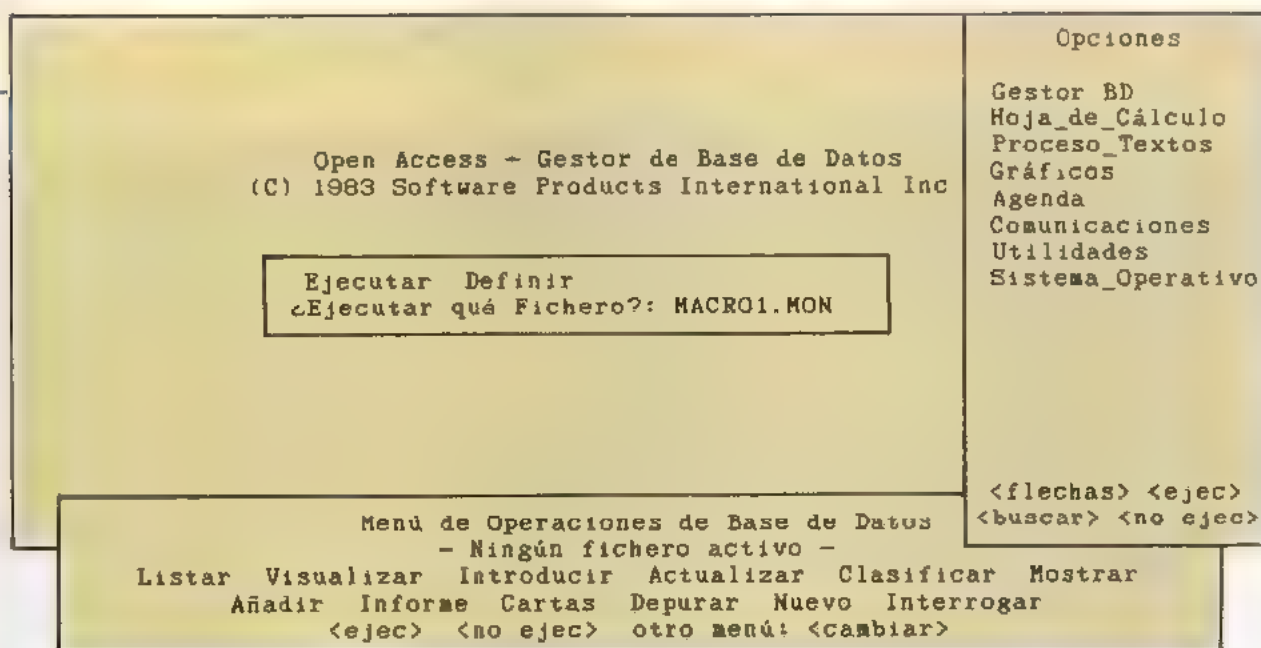 Open Access - Gestor de Base de Datos
(C) 1983 Software Products International Inc
Ejecutar Definir
¿Ejecutar qué Fichero?: MACRO1.MON
Opciones
Gestor BD
Hoja_de_Cálculo
Proceso_Textos
Gráficos
Agenda
Comunicaciones
Utilidades
Sistema_Operativo
<flechas> <ejec>
<buscar> <no ejec>
Menú de Operaciones de Base de Datos
- Ningún fichero activo -
Listar Visualizar Introducir Actualizar Clasificar Mostrar
Añadir Informe Cartas Depurar Nuevo Interrogar
<ejec> <no ejec> otro menú: <cambiar>